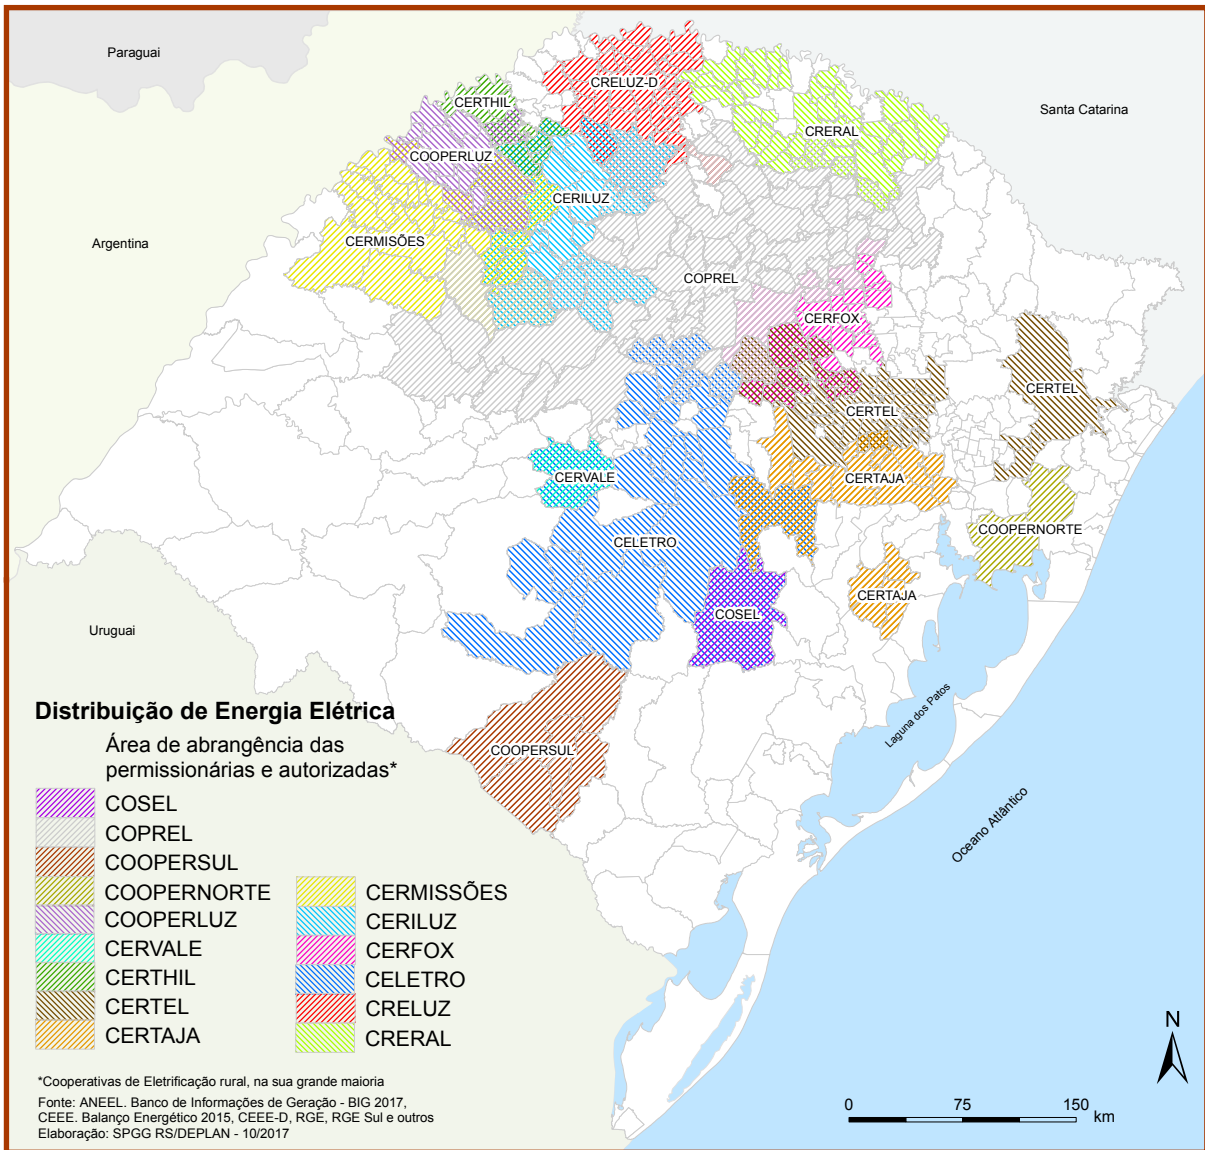 Paraguai
Santa Catarina
Argentina
Uruguai
CRELUZ-D
CERTHIL
CRERAL
COOPERLUZ
CERILUZ
CERMISÕES
COPREL
CERFOX
CERTEL
CERTEL
CERVALE
CERTAJA
COOPERNORTE
CELETRO
CERTAJA
COSEL
COOPERSUL
Laguna dos Patos
Oceano Atlântico
Distribuição de Energia Elétrica
Área de abrangência das
permissionárias e autorizadas*
COSEL
COPREL
COOPERSUL
COOPERNORTE
COOPERLUZ
CERVALE
CERTHIL
CERTEL
CERTAJA
CERMISSÕES
CERILUZ
CERFOX
CELETRO
CRELUZ
CRERAL
*Cooperativas de Eletrificação rural, na sua grande maioria
Fonte: ANEEL. Banco de Informações de Geração - BIG 2017,
CEEE. Balanço Energético 2015, CEEE-D, RGE, RGE Sul e outros
Elaboração: SPGG RS/DEPLAN - 10/2017
N
0 75 150
km